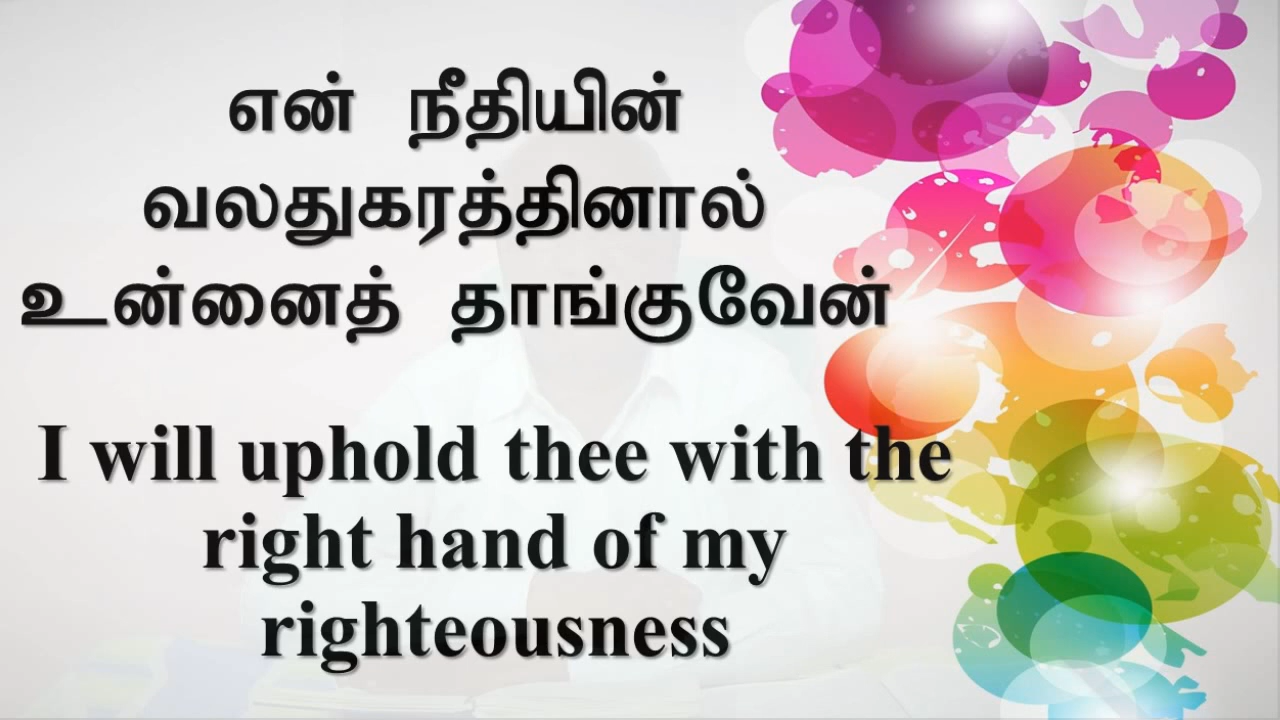 என் நீதியின்
வலதுகரத்தினால்
உன்னைத் தாங்குவேன்
I will uphold thee with the
right hand of my
righteousness